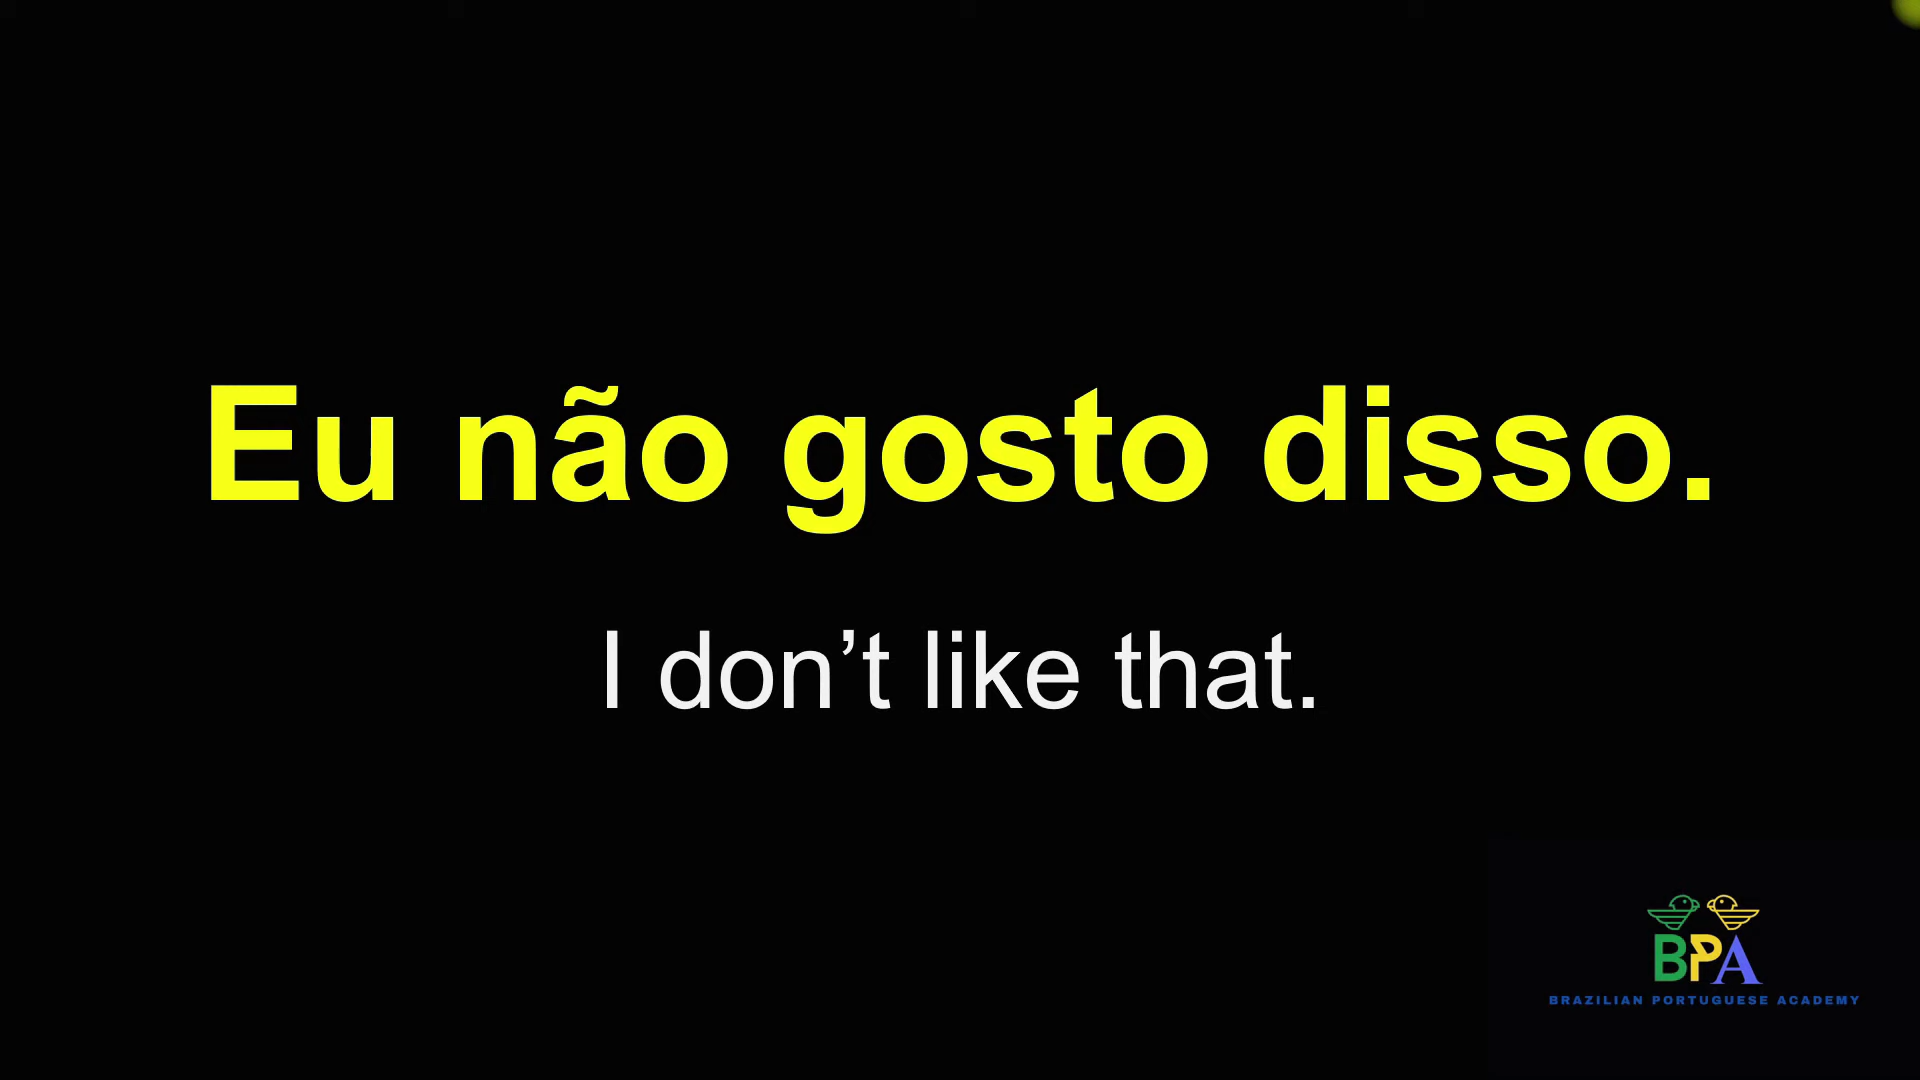 Eu não gosto disso.
I don’t like that.
BPA
BRAZILIAN PORTUGUESE ACADEMY